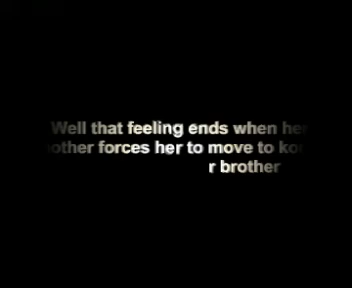 Well that feeling ends when her
other forces her to move to ko
r brother